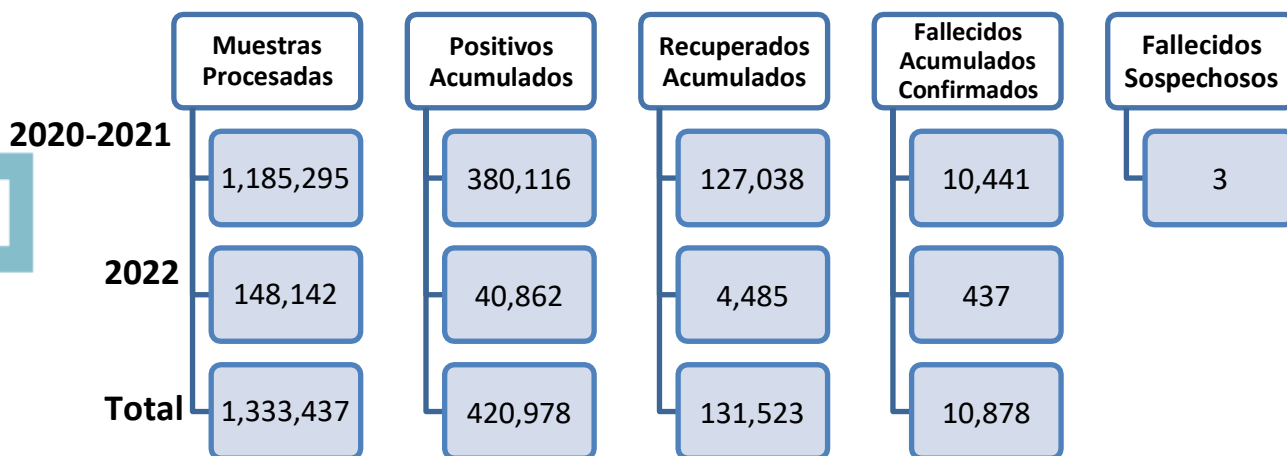 Muestras
Procesadas
Positivos
Acumulados
Recuperados
Acumulados
Fallecidos
Acumulados
Confirmados
Fallecidos
Sospechosos
2020-2021
1,185,295
380,116
127,038
10,441
3
2022
148,142
40,862
4,485
437
Total
1,333,437
420,978
131,523
10,878